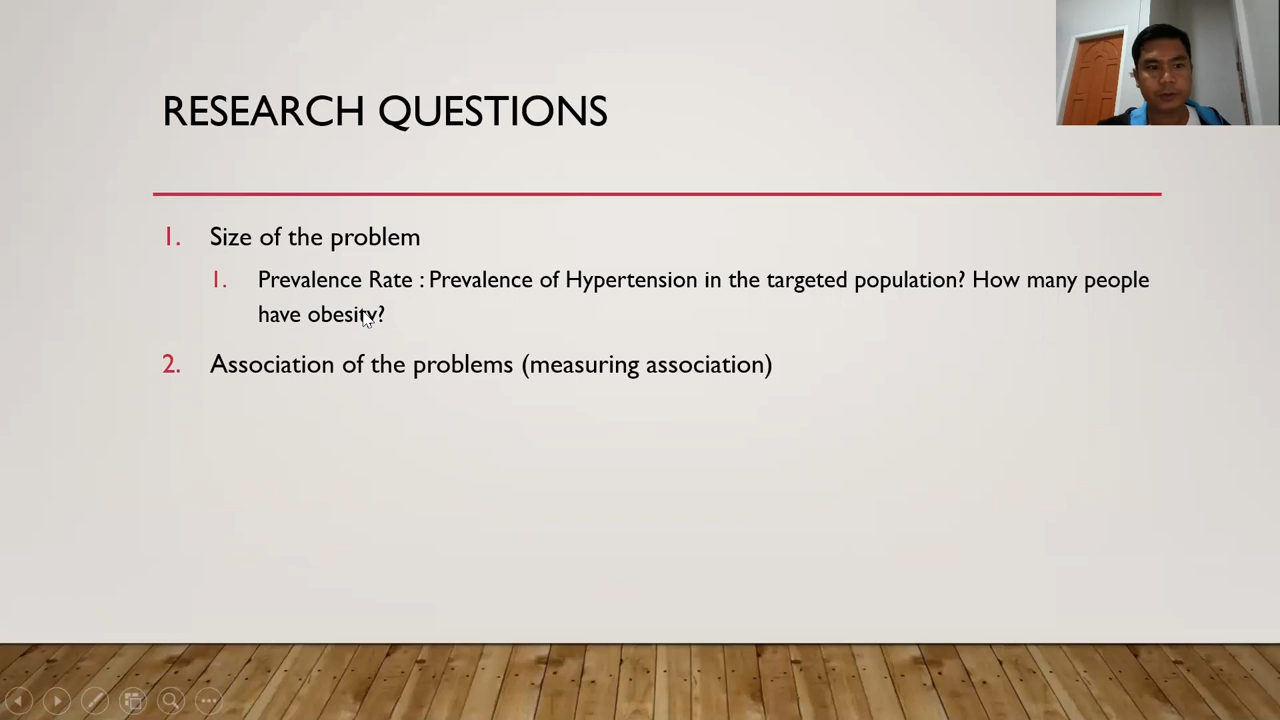 RESEARCH QUESTIONS
1. Size of the problem
1. Prevalence Rate : Prevalence of Hypertension in the targeted population? How many people
have obesity?
2. Association of the problems (measuring association)